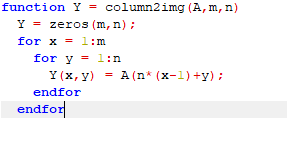 function Y = column2img(A,m,n)
Y = zeros(m,n);
for x = 1:m
for y = 1:n
Y(x,y) = A(n*(x-1)+y);
endfor
endfor